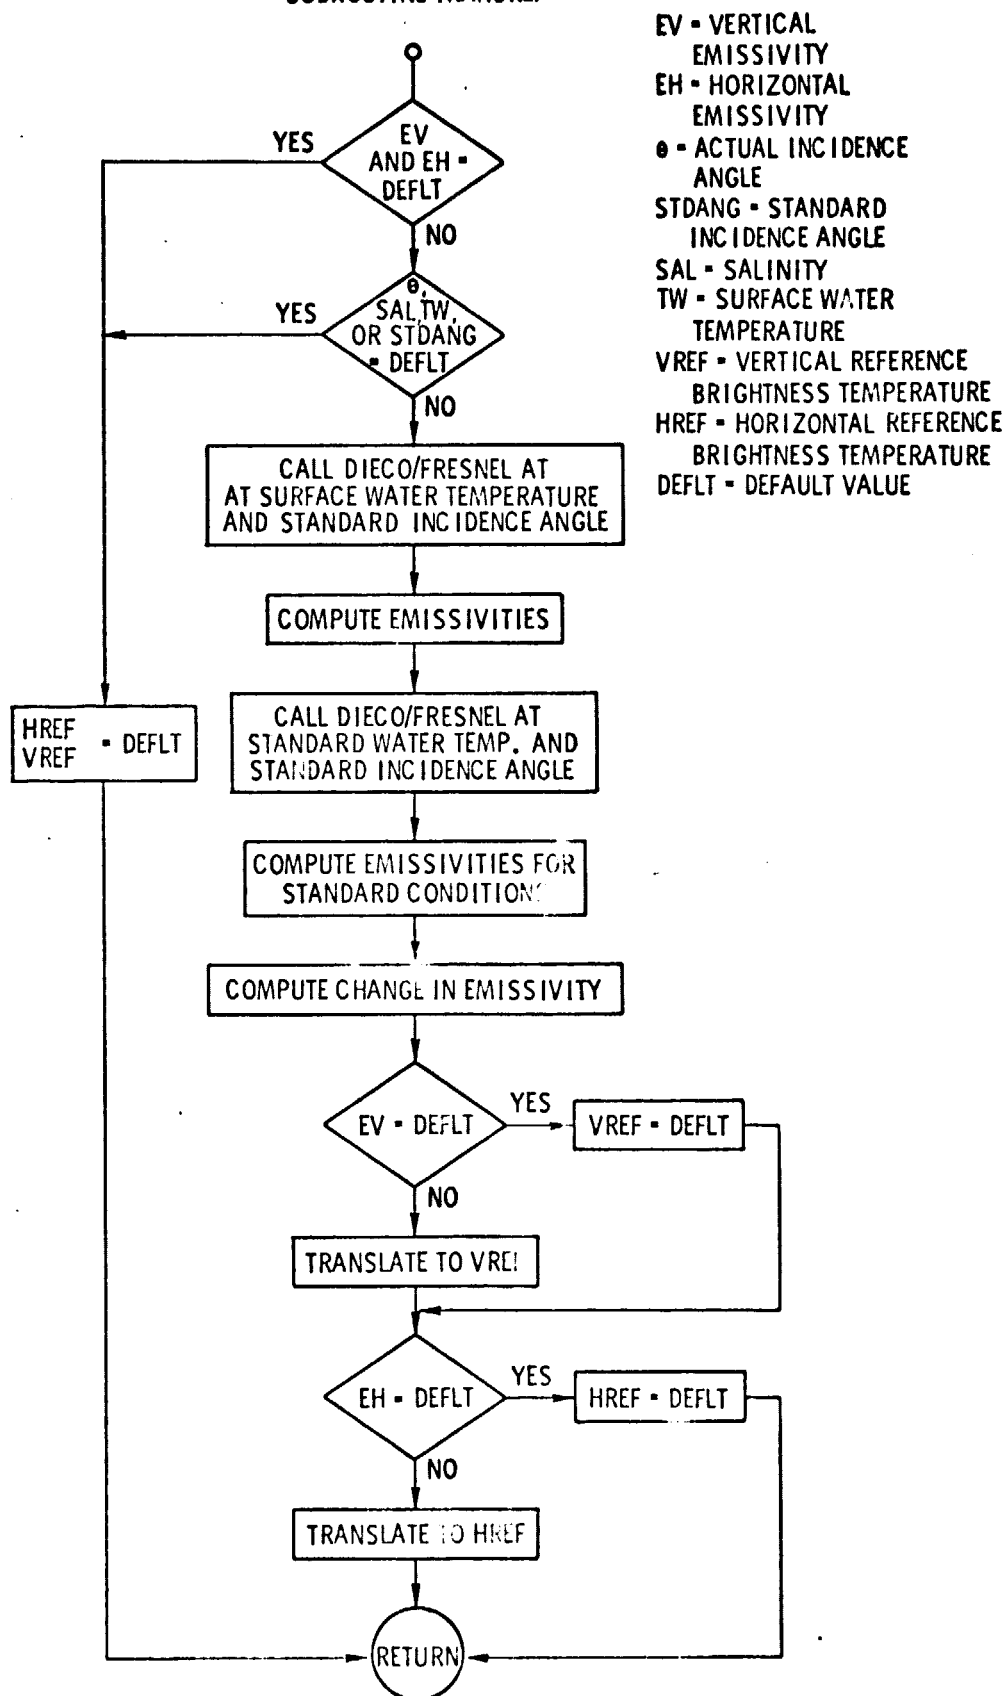 EV = VERTICAL
EMISSIVITY
EH = HORIZONTAL
EMISSIVITY
θ = ACTUAL INCIDENCE
ANGLE
STDANG = STANDARD
INCIDENCE ANGLE
SAL = SALINITY
TW = SURFACE WATER
TEMPERATURE
VREF = VERTICAL REFERENCE
BRIGHTNESS TEMPERATURE
HREF = HORIZONTAL REFERENCE
BRIGHTNESS TEMPERATURE
DEFLT = DEFAULT VALUE
EV
AND EH =
DEFLT
YES
NO
θ,
SAL,TW,
OR STDANG
= DEFLT
YES
NO
CALL DIECO/FRESNEL AT
AT SURFACE WATER TEMPERATURE
AND STANDARD INCIDENCE ANGLE
COMPUTE EMISSIVITIES
HREF
VREF = DEFLT
CALL DIECO/FRESNEL AT
STANDARD WATER TEMP. AND
STANDARD INCIDENCE ANGLE
COMPUTE EMISSIVITIES FOR
STANDARD CONDITIONS
COMPUTE CHANGE IN EMISSIVITY
EV = DEFLT
YES
VREF = DEFLT
NO
TRANSLATE TO VREF
EH = DEFLT
YES
HREF = DEFLT
NO
TRANSLATE TO HREF
RETURN